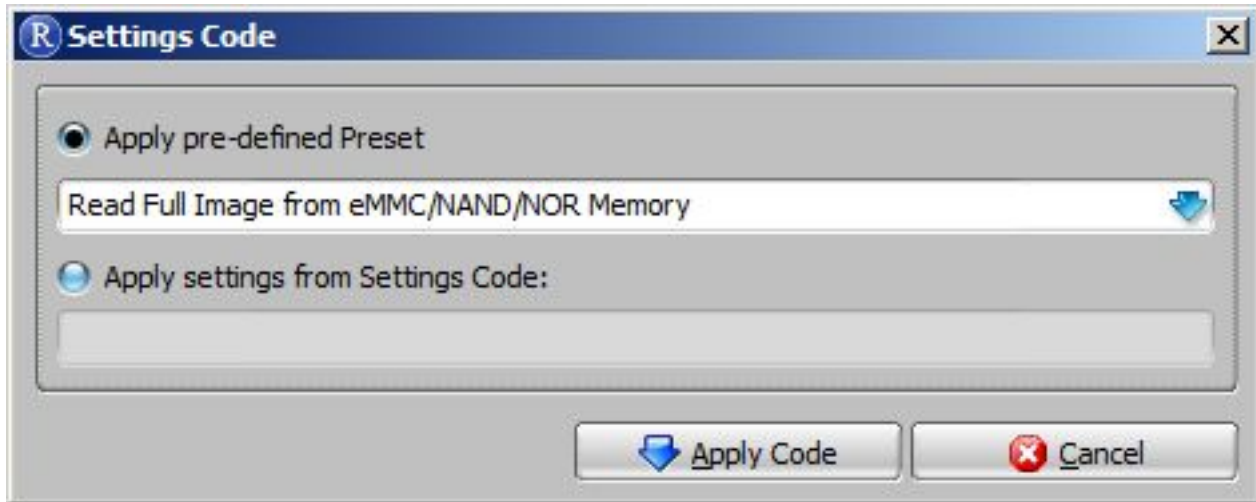 R Settings Code
Apply pre-defined Preset
Read Full Image from eMMC/NAND/NOR Memory
Apply settings from Settings Code:
Apply Code Cancel